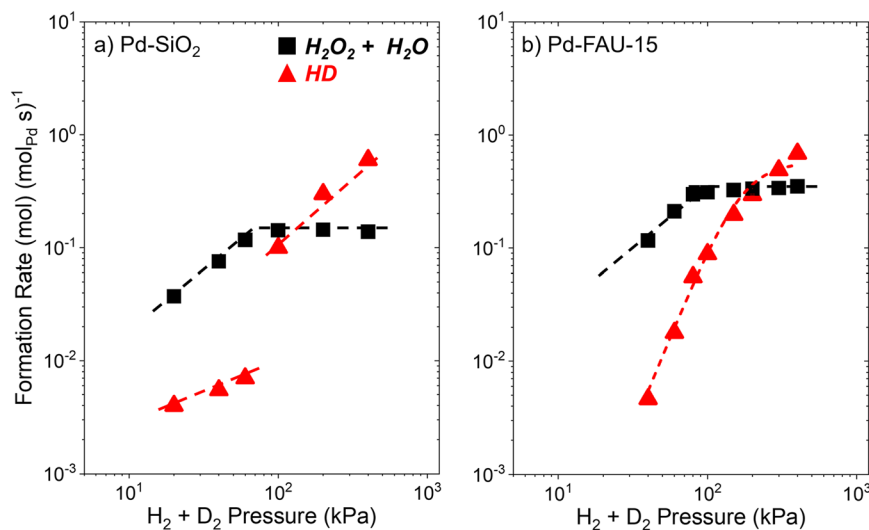 a) Pd-SiO₂
H₂O₂ + H₂O
HD
b) Pd-FAU-15
Formation Rate (mol) (mol_Pd s)⁻¹
10¹
10⁰
10⁻¹
10⁻²
10⁻³
10¹
10⁰
10⁻¹
10⁻²
10⁻³
10¹ 10² 10³
10¹ 10² 10³
H₂ + D₂ Pressure (kPa)
H₂ + D₂ Pressure (kPa)